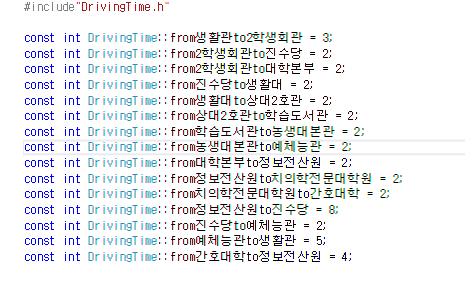 #include"DrivingTime.h"
const int DrivingTime::from생활관to2학생회관 = 3;
const int DrivingTime::from2학생회관to진수당 = 2;
const int DrivingTime::from2학생회관to대학본부 = 2;
const int DrivingTime::from진수당to생활대 = 2;
const int DrivingTime::from생활대to상대2호관 = 2;
const int DrivingTime::from상대2호관to학습도서관 = 2;
const int DrivingTime::from학습도서관to농생대본관 = 2;
const int DrivingTime::from농생대본관to예체능관 = 2;
const int DrivingTime::from대학본부to정보전산원 = 2;
const int DrivingTime::from정보전산원to치의학전문대학원 = 2;
const int DrivingTime::from치의학전문대학원to간호대학 = 2;
const int DrivingTime::from정보전산원to진수당 = 8;
const int DrivingTime::from진수당to예체능관 = 2;
const int DrivingTime::from예체능관to생활관 = 5;
const int DrivingTime::from간호대학to정보전산원 = 4;